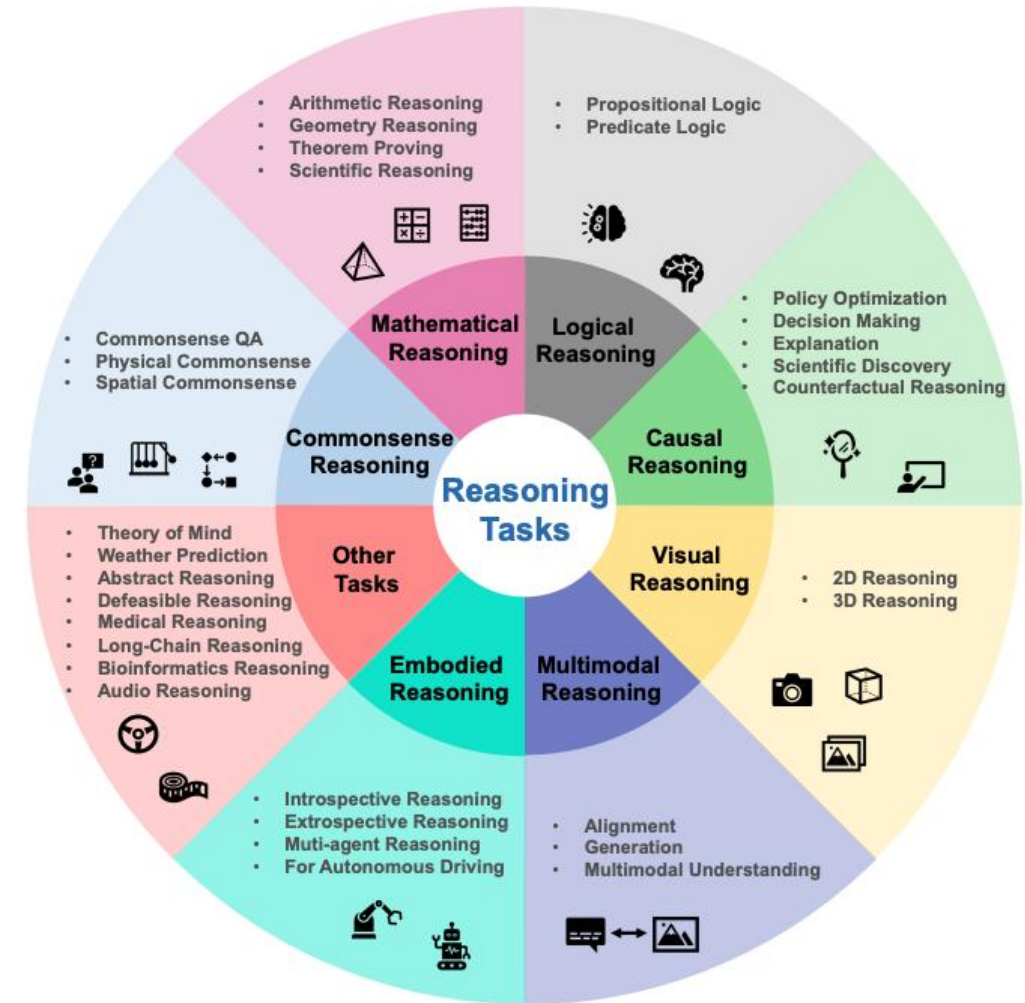 • Arithmetic Reasoning
• Geometry Reasoning
• Theorem Proving
• Scientific Reasoning
Mathematical
Reasoning
• Propositional Logic
• Predicate Logic
Logical
Reasoning
• Policy Optimization
• Decision Making
• Explanation
• Scientific Discovery
• Counterfactual Reasoning
Causal
Reasoning
• Commonsense QA
• Physical Commonsense
• Spatial Commonsense
?
Commonsense
Reasoning
Reasoning
Tasks
• Theory of Mind
• Weather Prediction
• Abstract Reasoning
• Defeasible Reasoning
• Medical Reasoning
• Long-Chain Reasoning
• Bioinformatics Reasoning
• Audio Reasoning
Other
Tasks
Visual
Reasoning
• 2D Reasoning
• 3D Reasoning
Embodied
Reasoning
• Introspective Reasoning
• Extrospective Reasoning
• Muti-agent Reasoning
• For Autonomous Driving
Multimodal
Reasoning
• Alignment
• Generation
• Multimodal Understanding